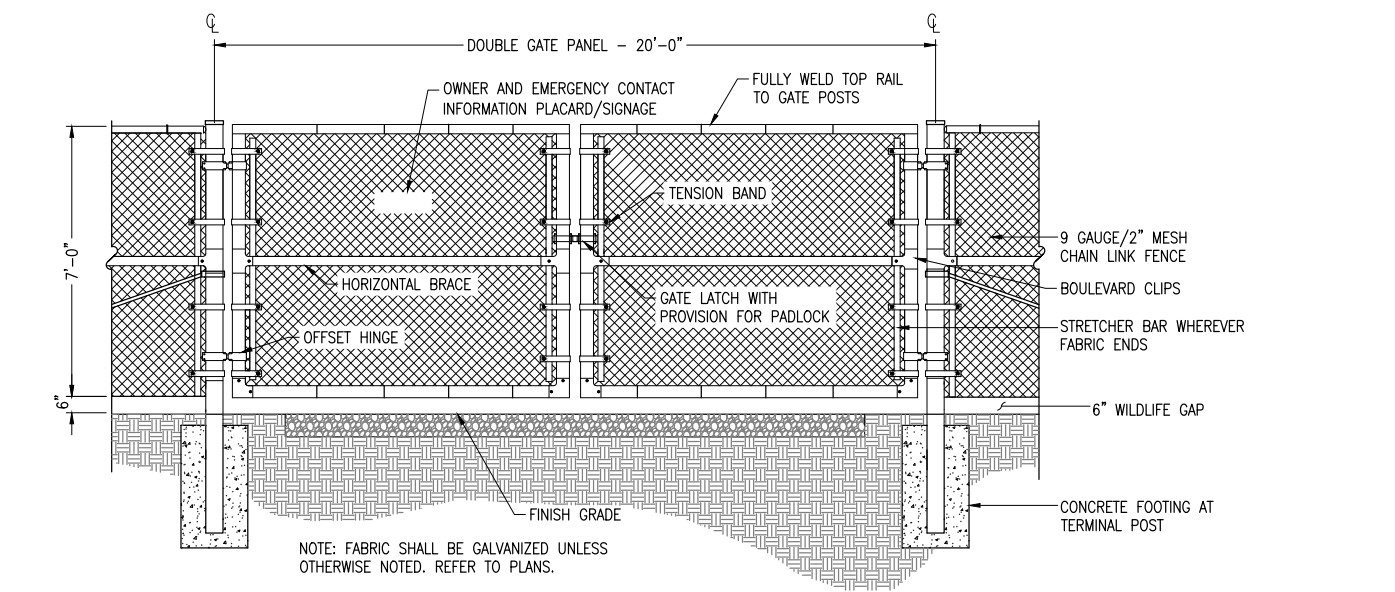 ℄ ℄
DOUBLE GATE PANEL – 20'-0"
OWNER AND EMERGENCY CONTACT
INFORMATION PLACARD/SIGNAGE
FULLY WELD TOP RAIL
TO GATE POSTS
TENSION BAND
7'-0"
9 GAUGE/2" MESH
CHAIN LINK FENCE
HORIZONTAL BRACE
GATE LATCH WITH
PROVISION FOR PADLOCK
BOULEVARD CLIPS
OFFSET HINGE
STRETCHER BAR WHEREVER
FABRIC ENDS
6"
6" WILDLIFE GAP
FINISH GRADE
CONCRETE FOOTING AT
TERMINAL POST
NOTE: FABRIC SHALL BE GALVANIZED UNLESS
OTHERWISE NOTED. REFER TO PLANS.